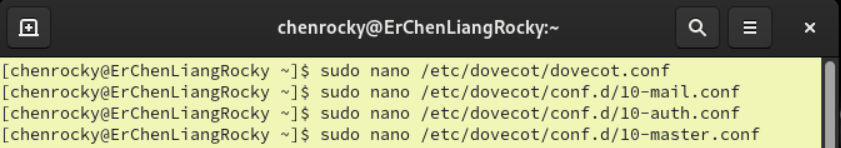 chenrocky@ErChenLiangRocky:~
[chenrocky@ErChenLiangRocky ~]$ sudo nano /etc/dovecot/dovecot.conf
[chenrocky@ErChenLiangRocky ~]$ sudo nano /etc/dovecot/conf.d/10-mail.conf
[chenrocky@ErChenLiangRocky ~]$ sudo nano /etc/dovecot/conf.d/10-auth.conf
[chenrocky@ErChenLiangRocky ~]$ sudo nano /etc/dovecot/conf.d/10-master.conf